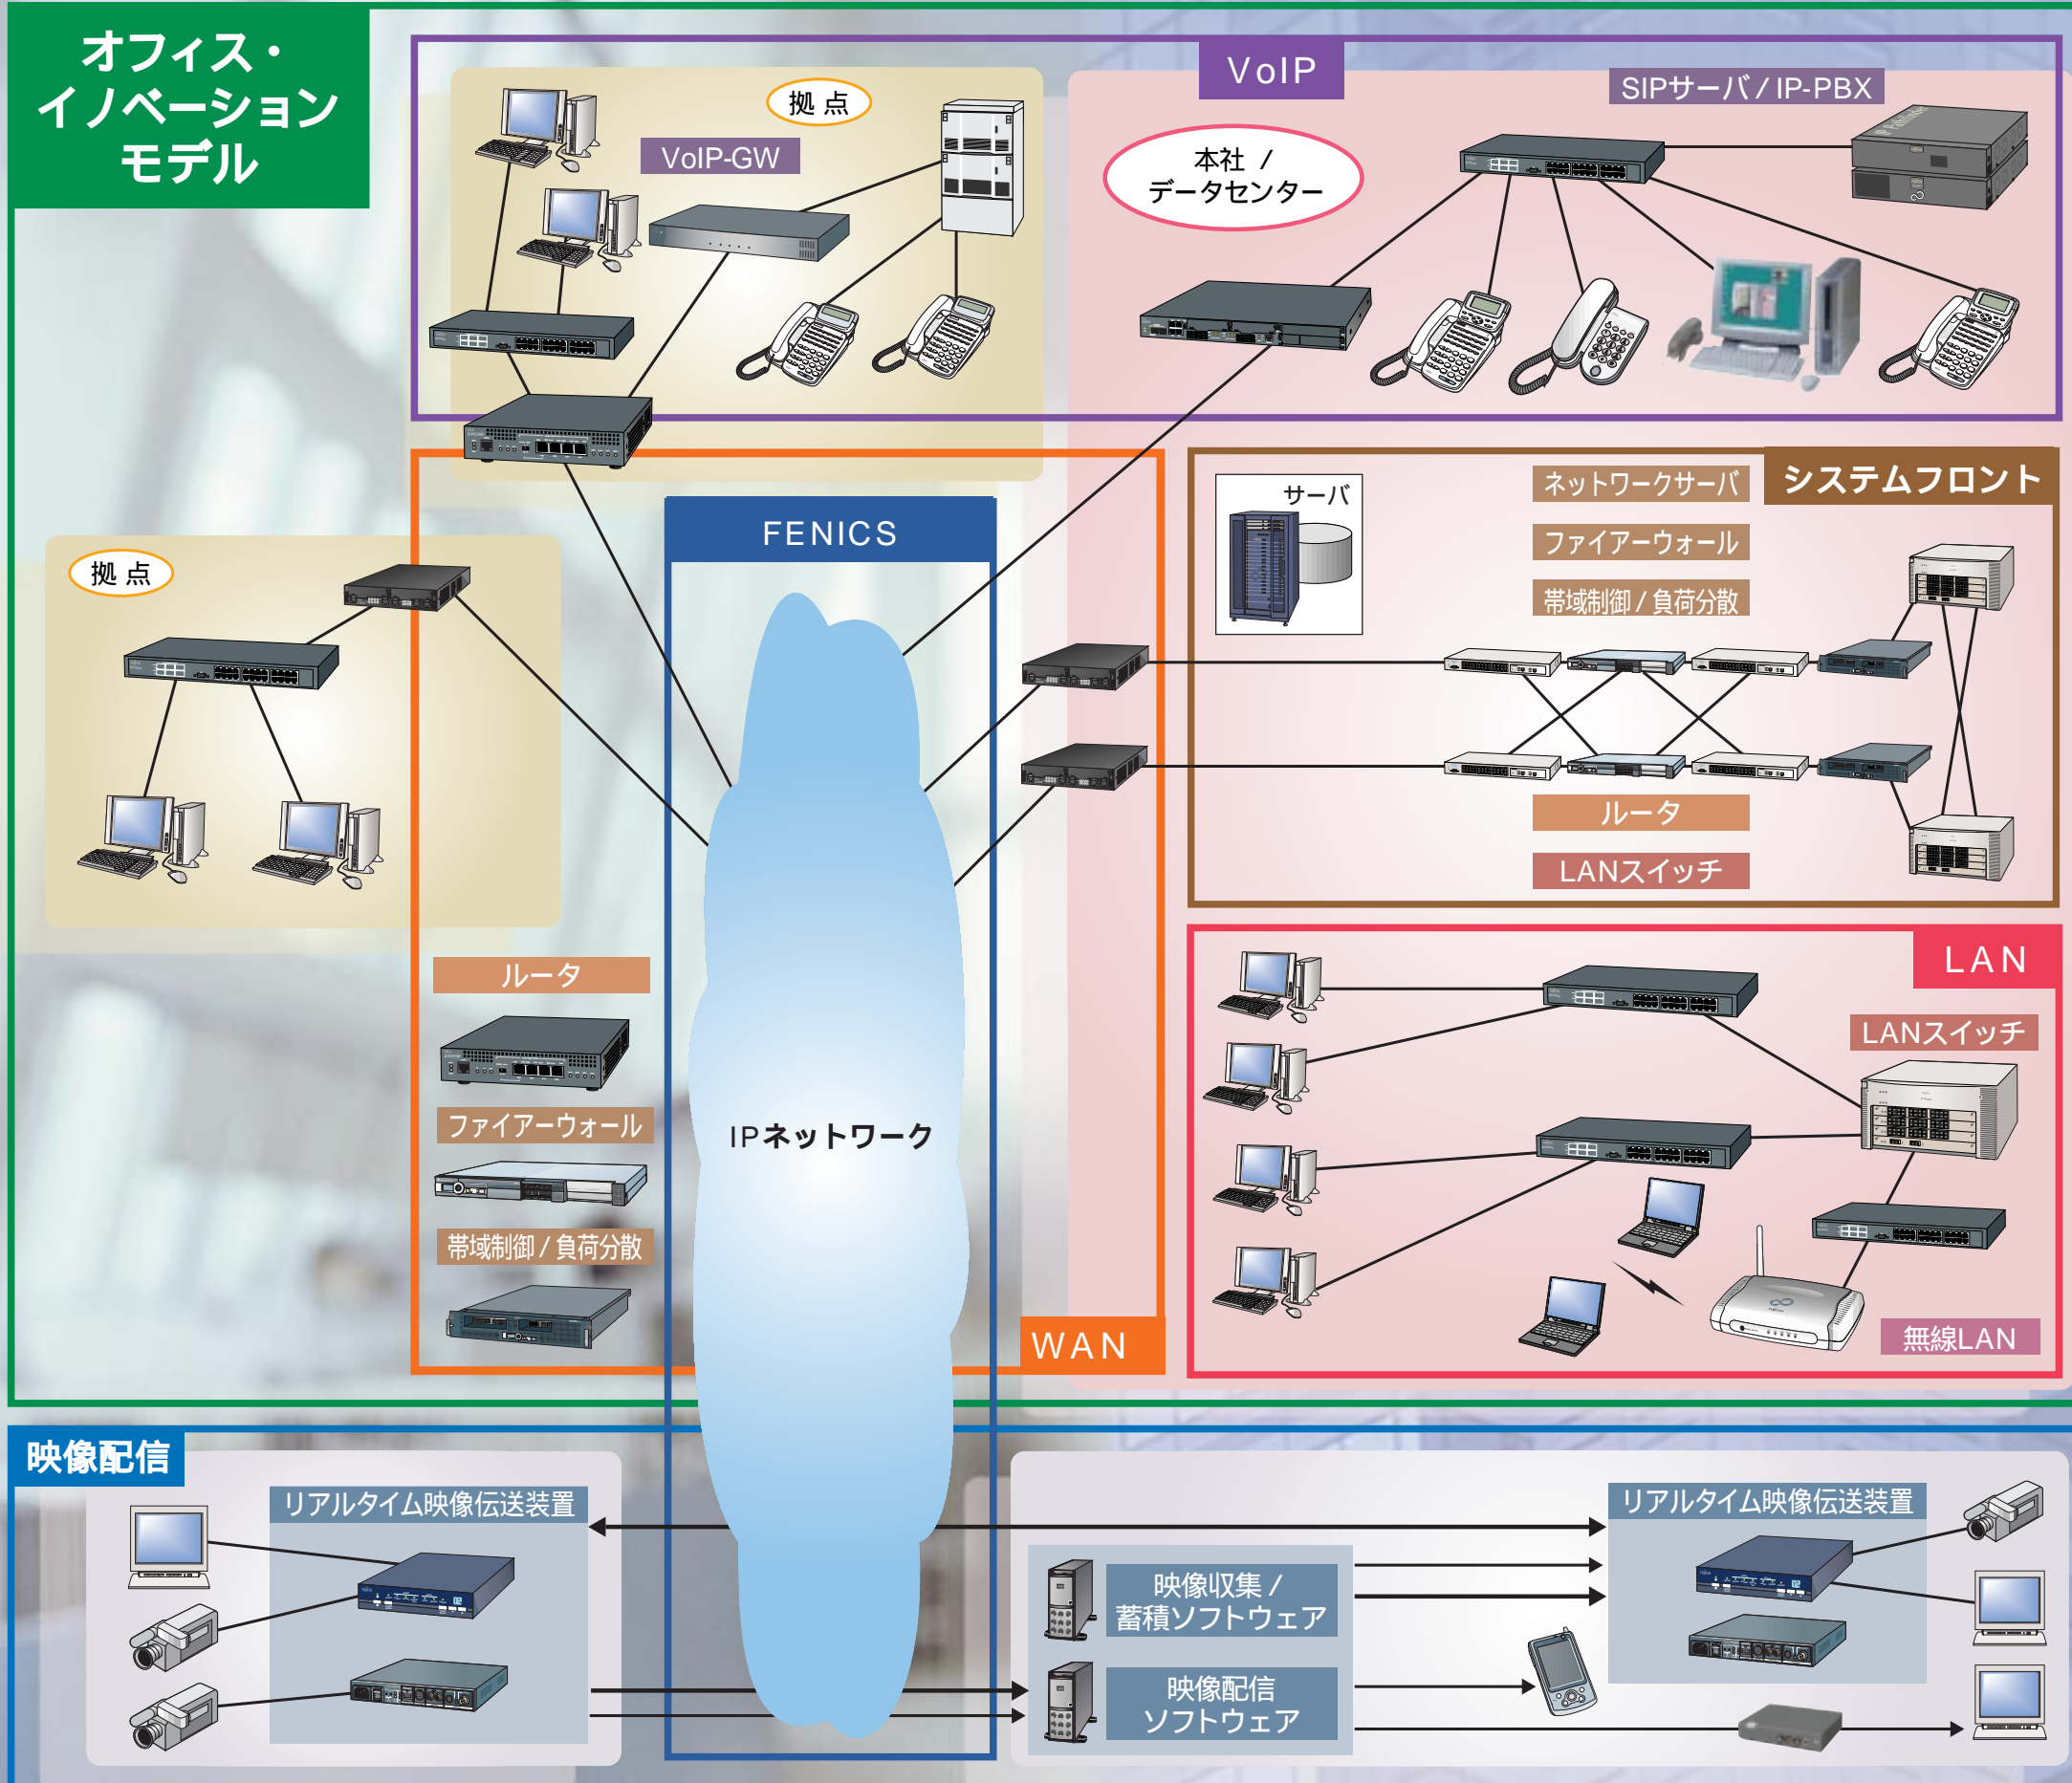 オフィス・
イノベーション
モデル
VoIP
拠 点
VoIP-GW
SIPサーバ / IP-PBX
本社 /
データセンター
FENICS
サーバ
ネットワークサーバ
システムフロント
ファイアーウォール
帯域制御 / 負荷分散
拠 点
ルータ
LANスイッチ
LAN
LANスイッチ
無線LAN
ルータ
ファイアーウォール
帯域制御 / 負荷分散
IPネットワーク
WAN
映像配信
リアルタイム映像伝送装置
リアルタイム映像伝送装置
映像収集 /
蓄積ソフトウェア
映像配信
ソフトウェア